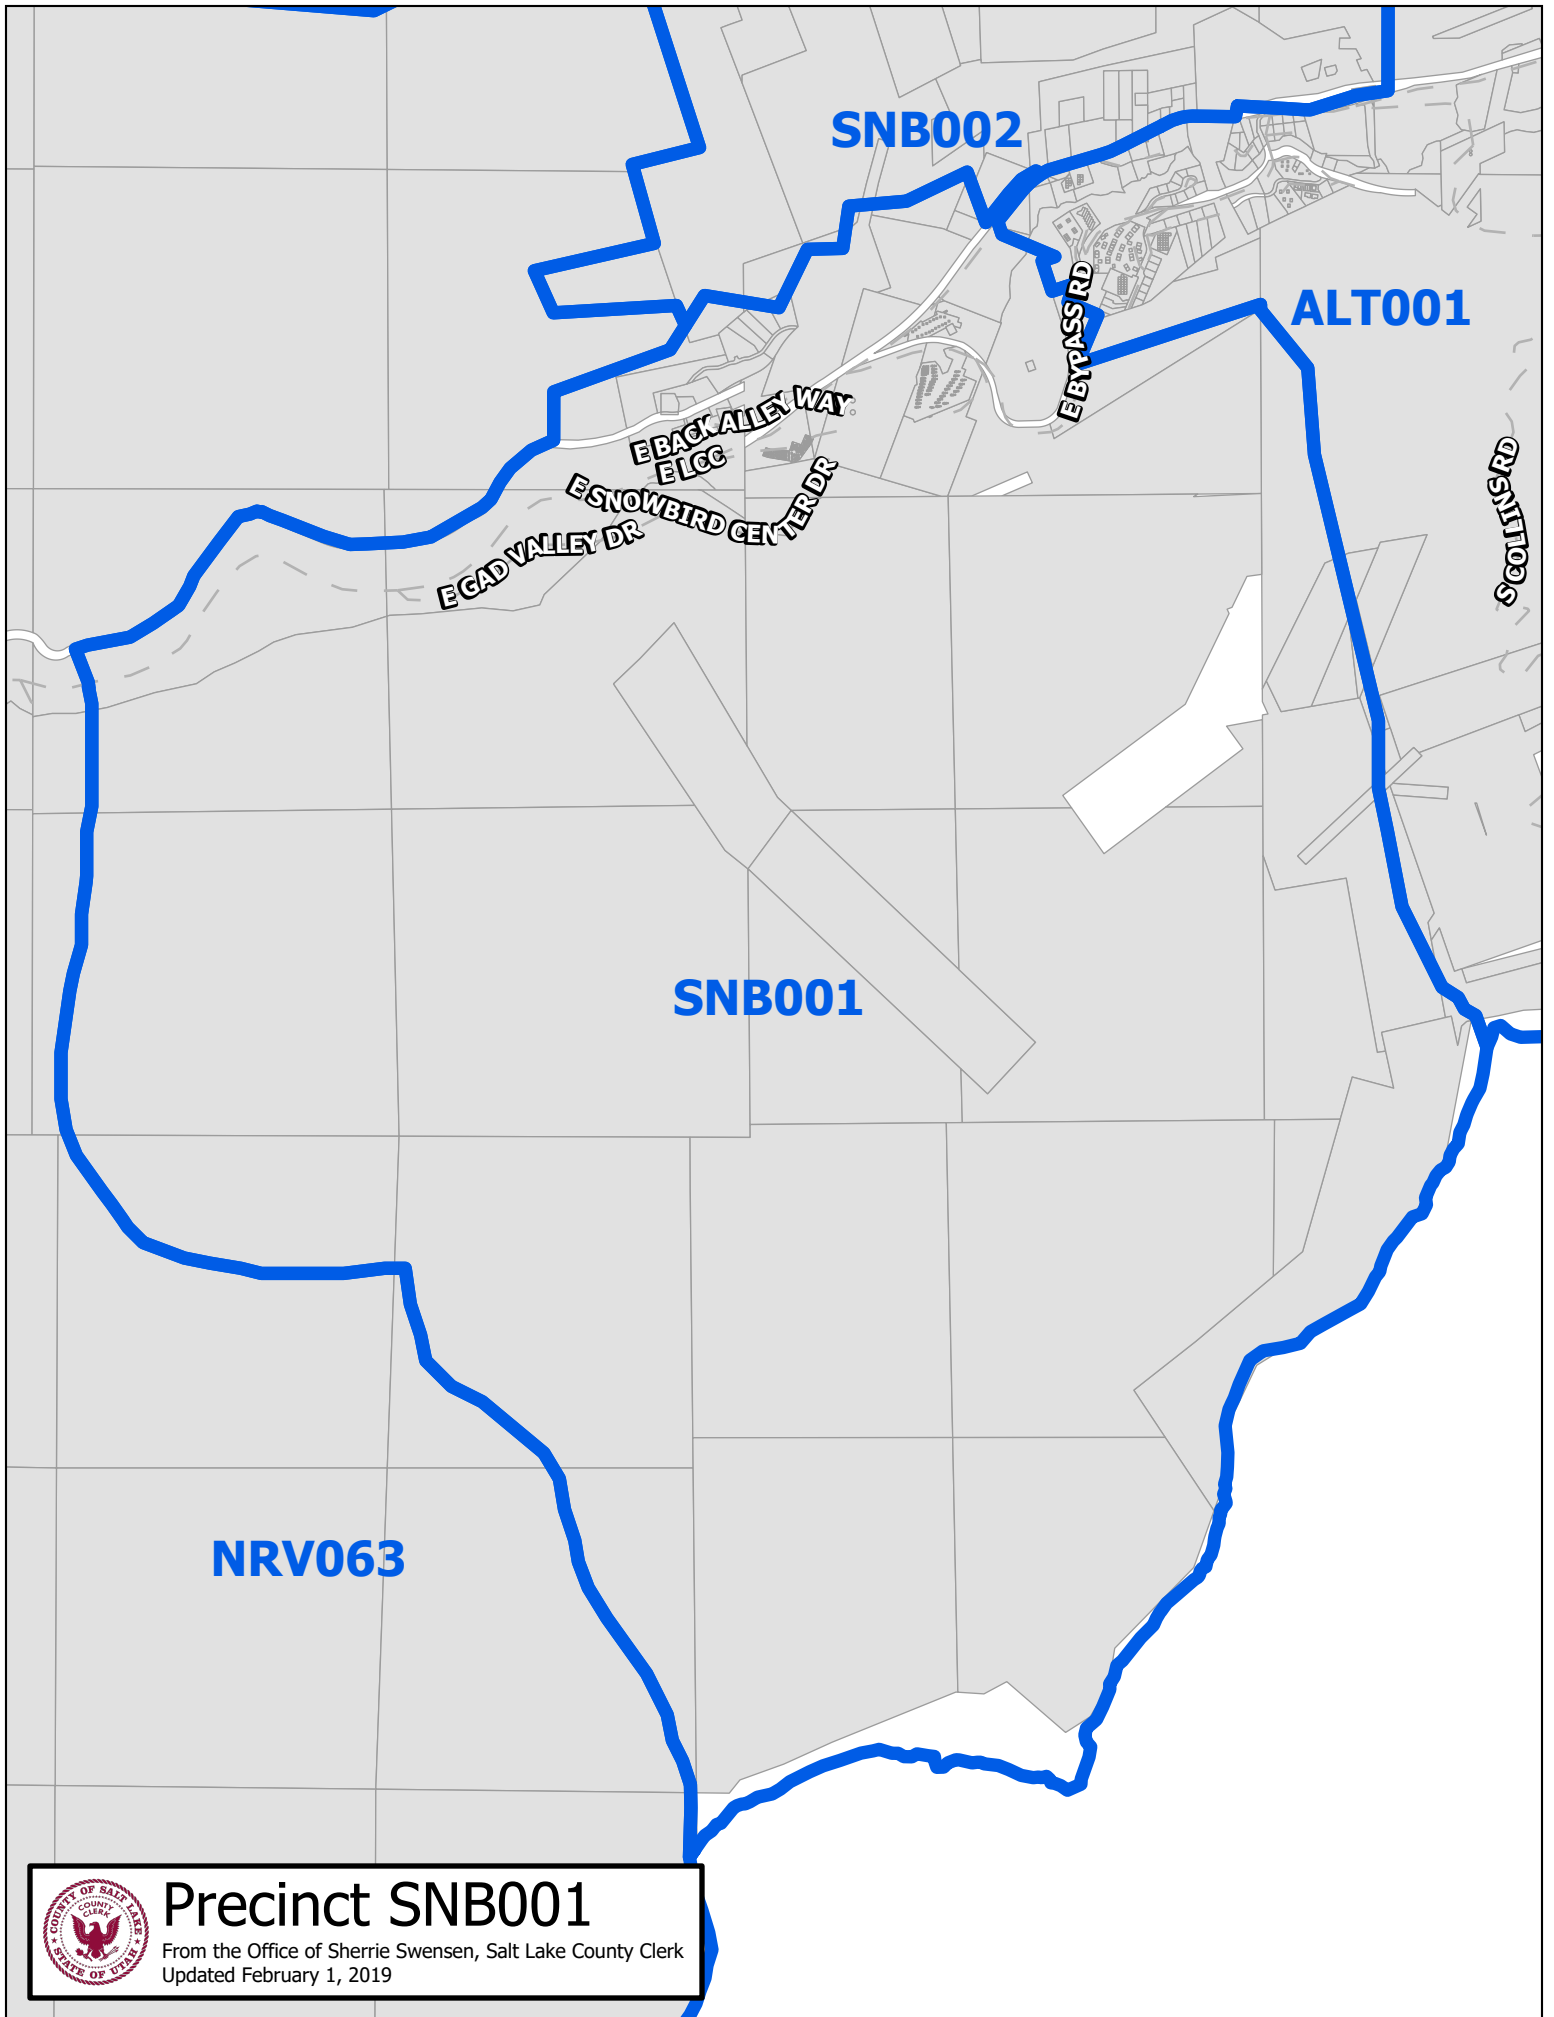 SNB002
ALT001
E BYPASS RD
E BACK ALLEY WAY
E LCC
E SNOWBIRD CENTER DR
E GAD VALLEY DR
S COLLINS RD
SNB001
NRV063
COUNTY OF SALT LAKE
COUNTY
CLERK
★ STATE OF UTAH ★
Precinct SNB001
From the Office of Sherrie Swensen, Salt Lake County Clerk
Updated February 1, 2019